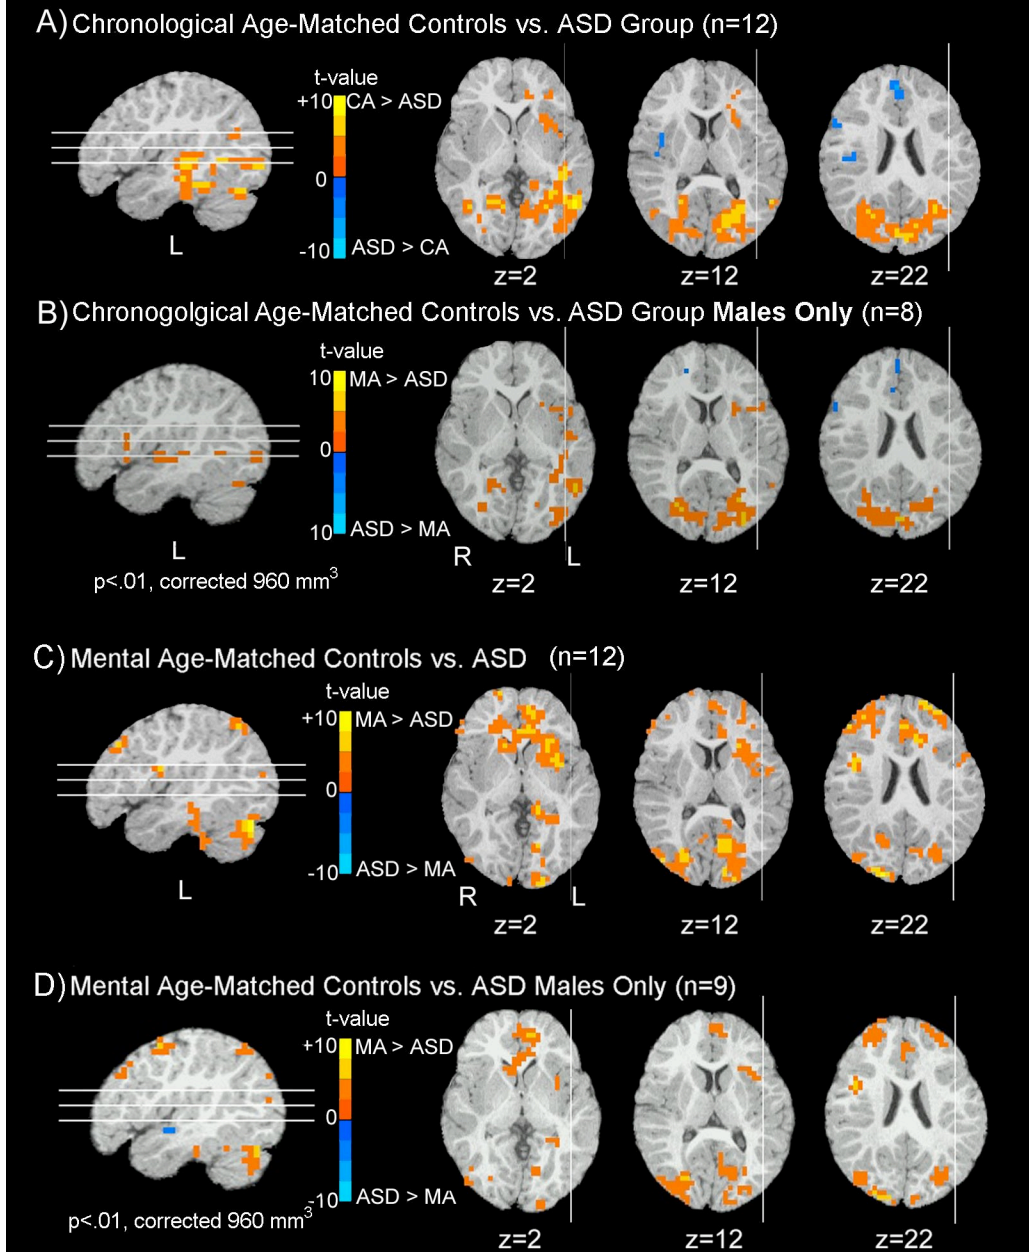 A) Chronological Age-Matched Controls vs. ASD Group (n=12)
t-value
+10 CA > ASD
0
-10 ASD > CA
L
z=2 z=12 z=22
B) Chronogolgical Age-Matched Controls vs. ASD Group Males Only (n=8)
t-value
10 MA > ASD
0
10 ASD > MA
L
R L
p<.01, corrected 960 mm³
z=2 z=12 z=22
C) Mental Age-Matched Controls vs. ASD (n=12)
t-value
+10 MA > ASD
0
-10 ASD > MA
L
R L
z=2 z=12 z=22
D) Mental Age-Matched Controls vs. ASD Males Only (n=9)
t-value
+10 MA > ASD
0
-10 ASD > MA
p<.01, corrected 960 mm³
z=2 z=12 z=22